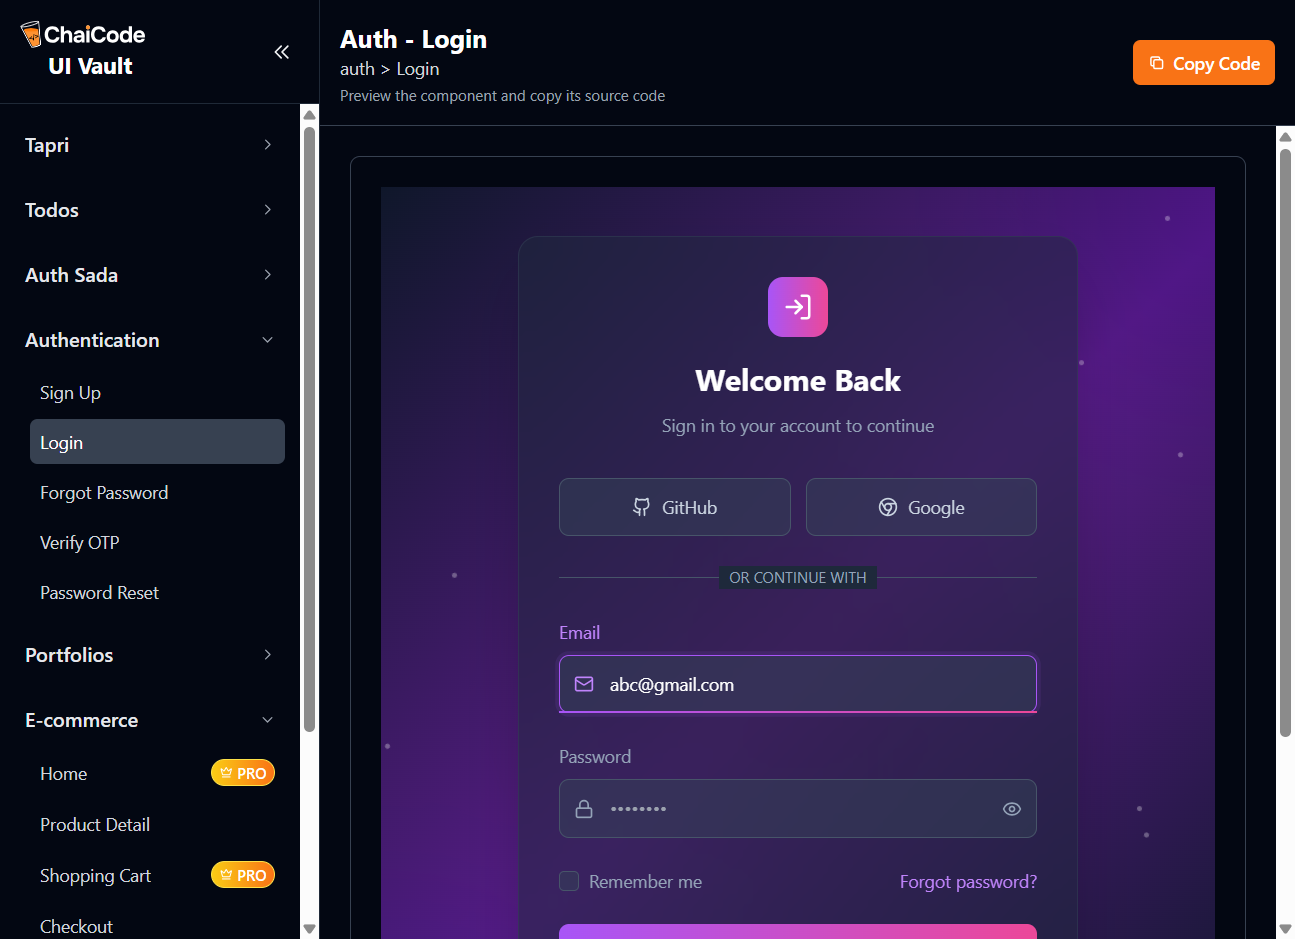 ChaiCode
UI Vault
Tapri
Todos
Auth Sada
Authentication
Sign Up
Login
Forgot Password
Verify OTP
Password Reset
Portfolios
E-commerce
Home
PRO
Product Detail
Shopping Cart
PRO
Checkout
Auth - Login
auth > Login
Preview the component and copy its source code
Copy Code
Welcome Back
Sign in to your account to continue
GitHub
Google
OR CONTINUE WITH
Email
abc@gmail.com
Password
••••••••
Remember me
Forgot password?